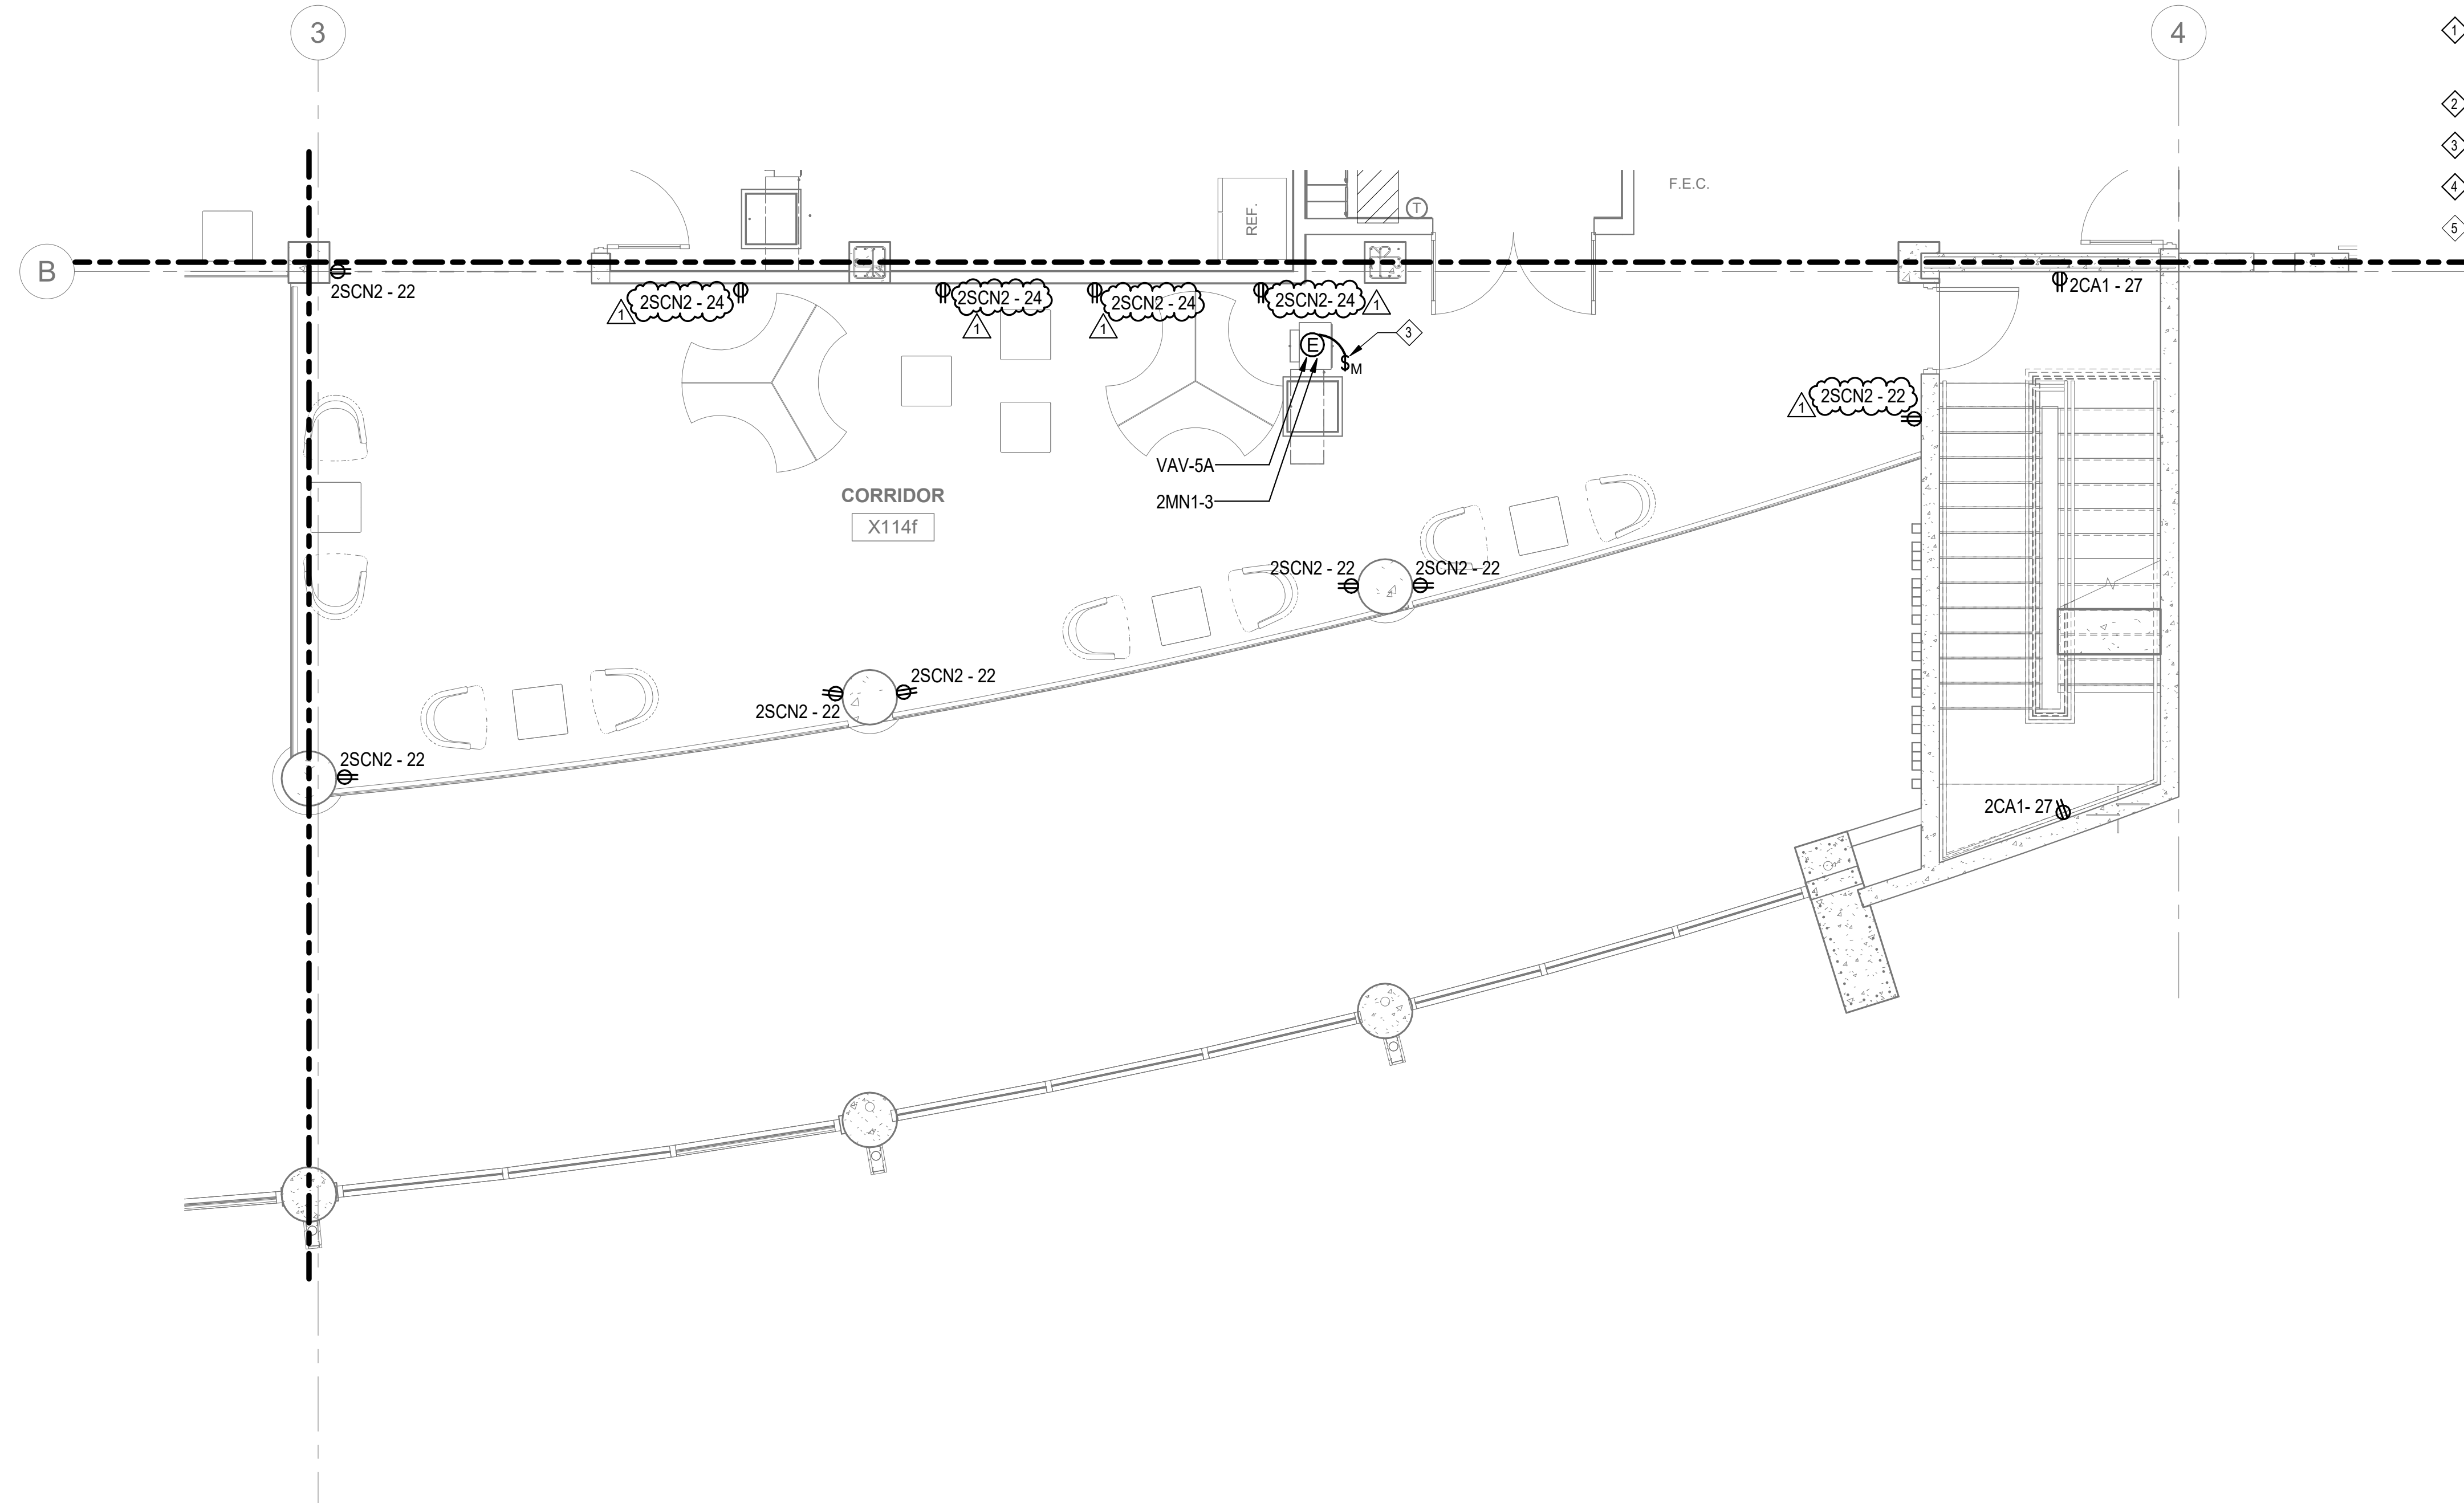 3
4
1
2
3
4
5
F.E.C.
REF.
T
B
2SCN2 - 22
2SCN2 - 24
1
2SCN2 - 24
1
2SCN2 - 24
1
2SCN2- 24
1
2CA1 - 27
E
3
$M
2SCN2 - 22
1
VAV-5A
2MN1-3
CORRIDOR
X114f
2SCN2 - 22
2SCN2 - 22
2SCN2 - 22
2SCN2 - 22
2SCN2 - 22
2CA1- 27